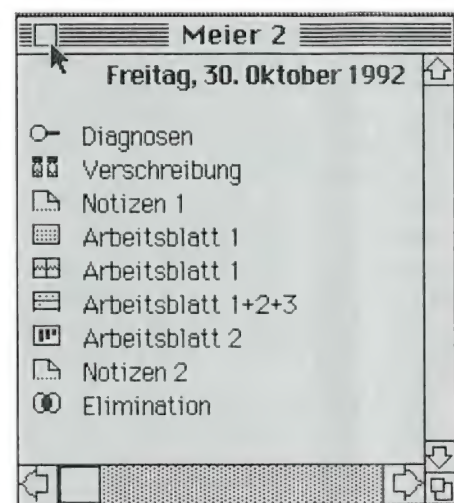 Meier 2
Freitag, 30. Oktober 1992
Diagnosen
Verschreibung
Notizen 1
Arbeitsblatt 1
Arbeitsblatt 1
Arbeitsblatt 1+2+3
Arbeitsblatt 2
Notizen 2
Elimination